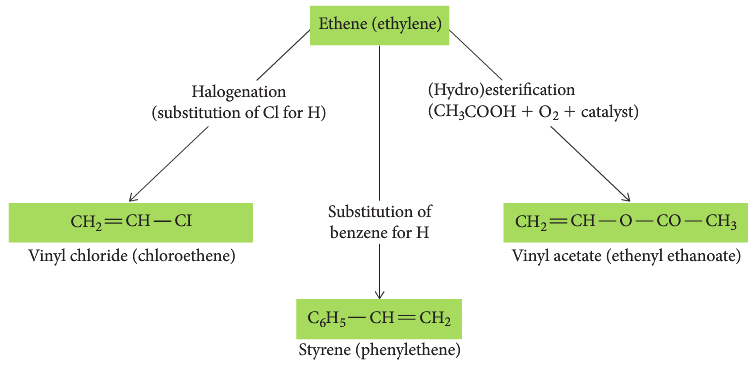 Ethene (ethylene)
Halogenation
(substitution of Cl for H)
(Hydro)esterification
(CH₃COOH + O₂ + catalyst)
Substitution of
benzene for H
CH₂=CH—CI
Vinyl chloride (chloroethene)
CH₂=CH—O—CO—CH₃
Vinyl acetate (ethenyl ethanoate)
C₆H₅—CH=CH₂
Styrene (phenylethene)